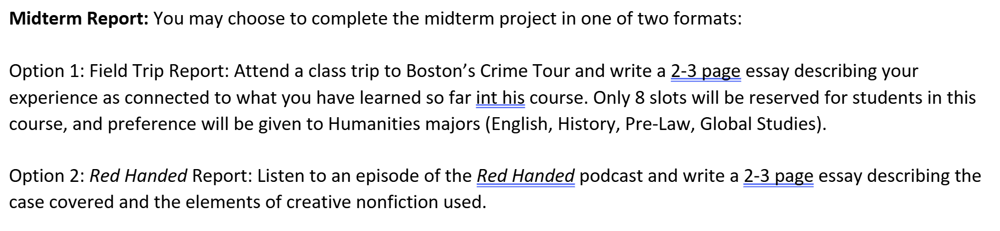 Midterm Report: You may choose to complete the midterm project in one of two formats:
Option 1: Field Trip Report: Attend a class trip to Boston’s Crime Tour and write a 2-3 page essay describing your
experience as connected to what you have learned so far int his course. Only 8 slots will be reserved for students in this
course, and preference will be given to Humanities majors (English, History, Pre-Law, Global Studies).
Option 2: Red Handed Report: Listen to an episode of the Red Handed podcast and write a 2-3 page essay describing the
case covered and the elements of creative nonfiction used.